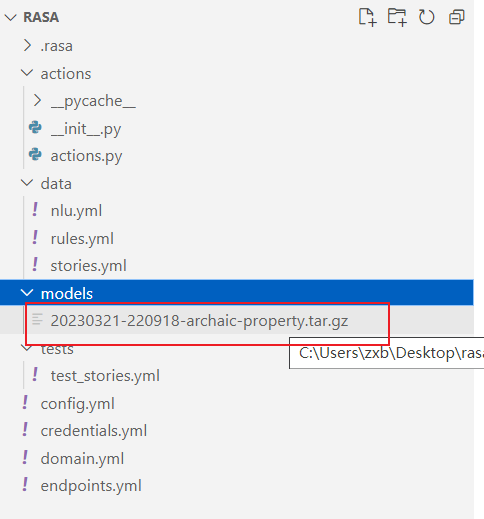 RASA
.rasa
actions
__pycache__
__init__.py
actions.py
data
! nlu.yml
! rules.yml
! stories.yml
models
20230321-220918-archaic-property.tar.gz
tests
C:\Users\zxb\Desktop\rasa
! test_stories.yml
! config.yml
! credentials.yml
! domain.yml
! endpoints.yml